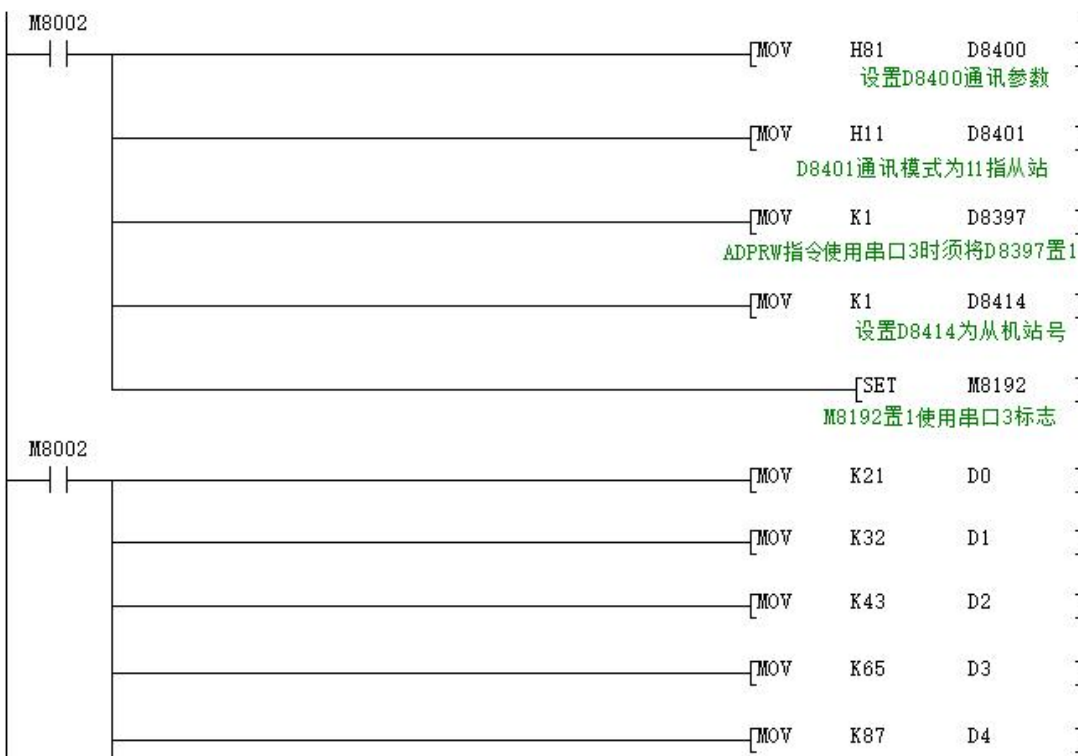 M8002
MOV H81 D8400
设置D8400通讯参数
MOV H11 D8401
D8401通讯模式为11指从站
MOV K1 D8397
ADPRW指令使用串口3时须将D8397置1
MOV K1 D8414
设置D8414为从机站号
SET M8192
M8192置1使用串口3标志
M8002
MOV K21 D0
MOV K32 D1
MOV K43 D2
MOV K65 D3
MOV K87 D4